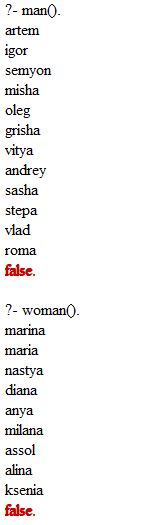 ?- man().
artem
igor
semyon
misha
oleg
grisha
vitya
andrey
sasha
stepa
vlad
roma
false.
?- woman().
marina
maria
nastya
diana
anya
milana
assol
alina
ksenia
false.